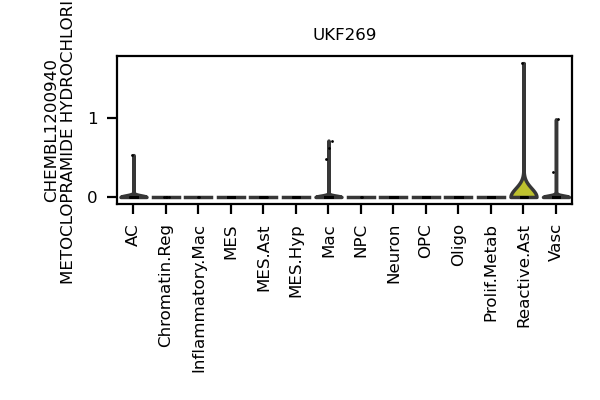 UKF269
CHEMBL1200940
METOCLOPRAMIDE HYDROCHLORI
1
0
AC
Chromatin.Reg
Inflammatory.Mac
MES
MES.Ast
MES.Hyp
Mac
NPC
Neuron
OPC
Oligo
Prolif.Metab
Reactive.Ast
Vasc